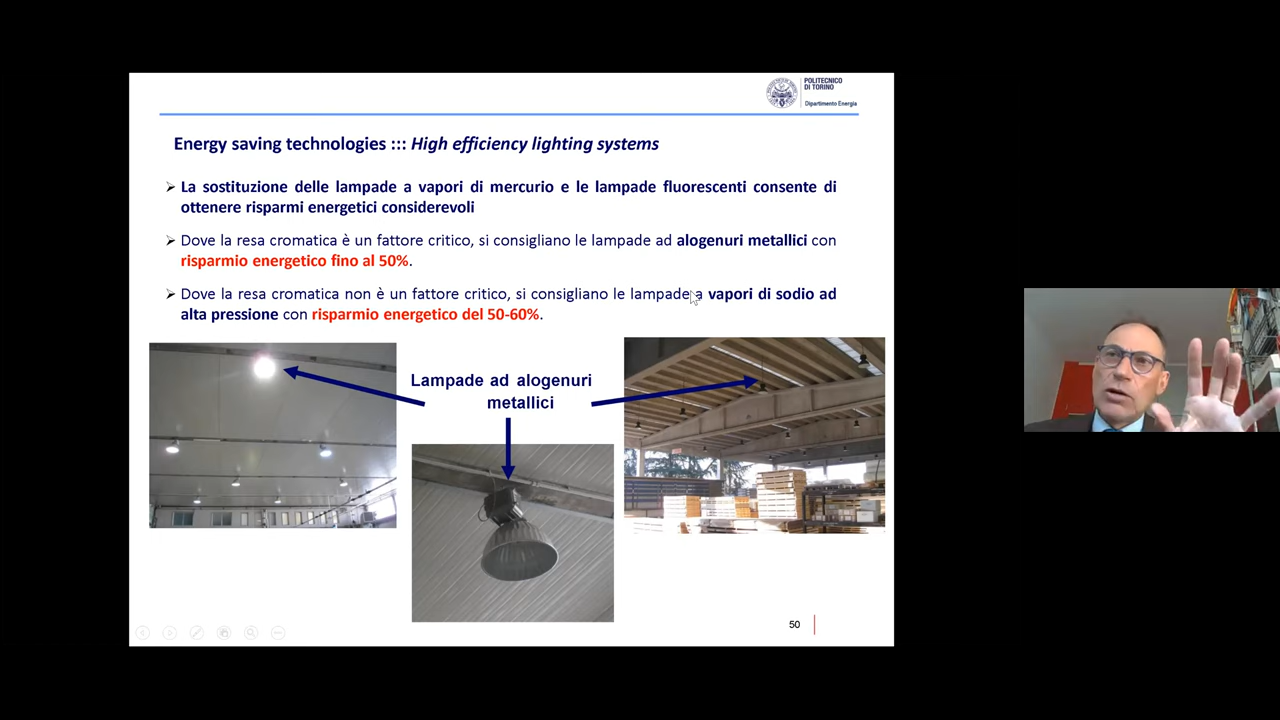 POLITECNICO
DI TORINO
Dipartimento Energia
Energy saving technologies ::: High efficiency lighting systems
La sostituzione delle lampade a vapori di mercurio e le lampade fluorescenti consente di
ottenere risparmi energetici considerevoli
Dove la resa cromatica è un fattore critico, si consigliano le lampade ad alogenuri metallici con
risparmio energetico fino al 50%.
Dove la resa cromatica non è un fattore critico, si consigliano le lampade a vapori di sodio ad
alta pressione con risparmio energetico del 50-60%.
Lampade ad alogenuri
metallici
50